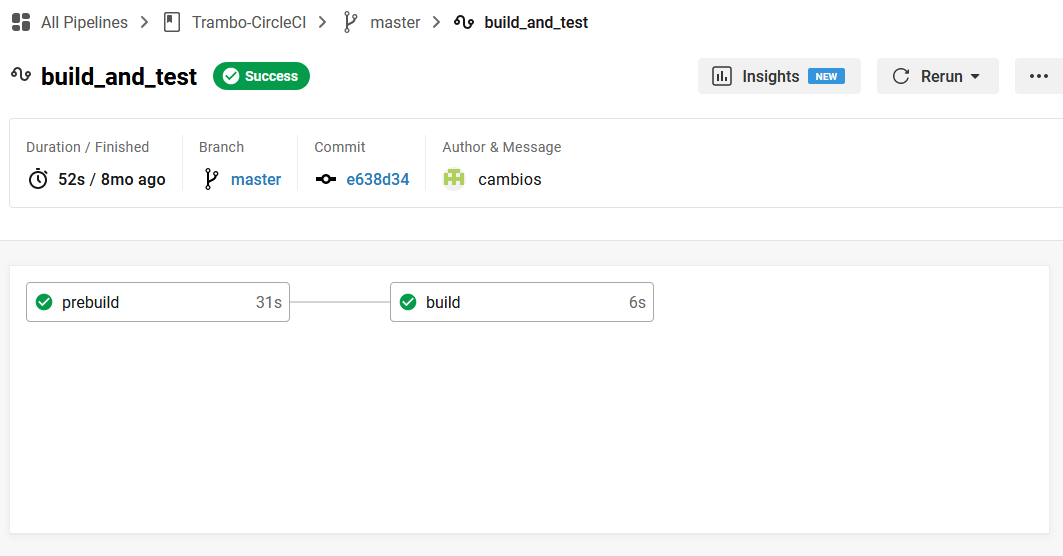 All Pipelines > Trambo-CircleCI > master > build_and_test
build_and_test Success Insights NEW Rerun
Duration / Finished Branch Commit Author & Message
52s / 8mo ago master e638d34 cambios
prebuild 31s build 6s